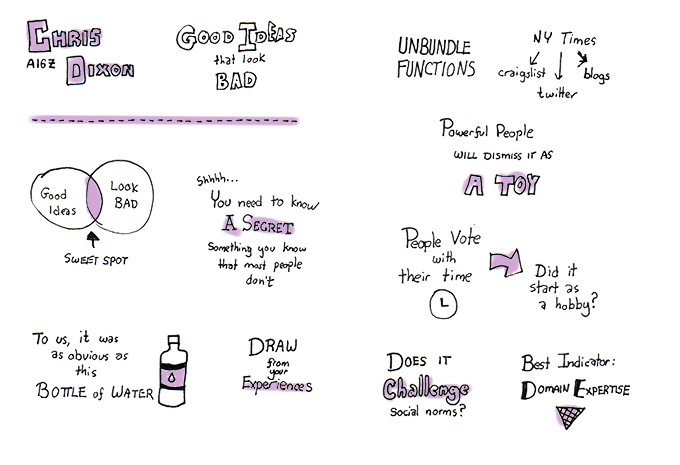 CHRIS
A16Z
DIXON
GOOD IDEAS
that look
BAD
Good
Ideas
LOOK
BAD
SWEET SPOT
Shhhh...
You need to know
A SECRET
Something you know
that most people
don't
To us, it was
as obvious as
this
BOTTLE of WATER
DRAW
from
your
Experiences
UNBUNDLE
FUNCTIONS
NY Times
craigslist
blogs
twitter
Powerful People
WILL DISMISS IT AS
A TOY
People Vote
with
their time
Did it
start as
a hobby?
DOES IT
Challenge
Social norms?
Best Indicator:
DOMAIN EXPERTISE